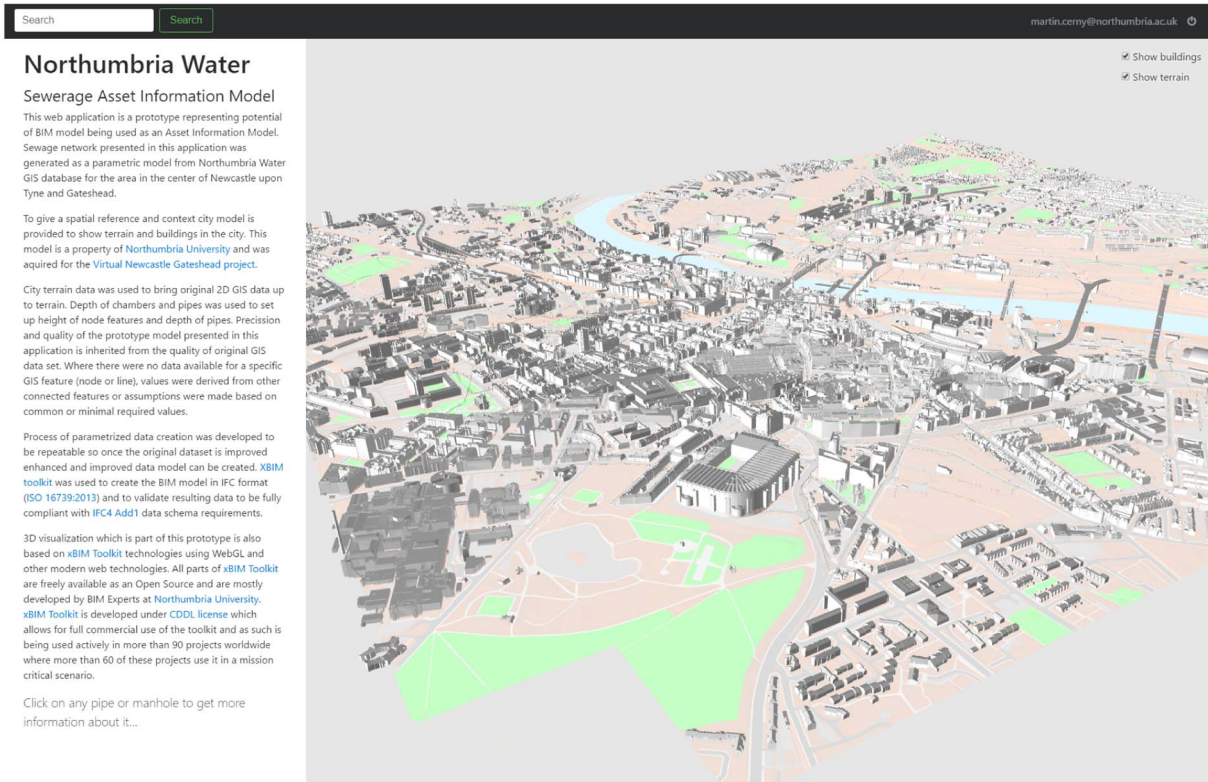 Search
Search
martin.cerny@northumbria.ac.uk
Show buildings
Show terrain
Northumbria Water
Sewerage Asset Information Model
This web application is a prototype representing potential
of BIM model being used as an Asset Information Model.
Sewage network presented in this application was
generated as a parametric model from Northumbria Water
GIS database for the area in the center of Newcastle upon
Tyne and Gateshead.
To give a spatial reference and context city model is
provided to show terrain and buildings in the city. This
model is a property of Northumbria University and was
aquired for the Virtual Newcastle Gateshead project.
City terrain data was used to bring original 2D GIS data up
to terrain. Depth of chambers and pipes was used to set
up height of node features and depth of pipes. Precission
and quality of the prototype model presented in this
application is inherited from the quality of original GIS
data set. Where there were no data available for a specific
GIS feature (node or line), values were derived from other
connected features or assumptions were made based on
common or minimal required values.
Process of parametrized data creation was developed to
be repeatable so once the original dataset is improved
enhanced and improved data model can be created. XBIM
toolkit was used to create the BIM model in IFC format
(ISO 16739:2013) and to validate resulting data to be fully
compliant with IFC4 Add1 data schema requirements.
3D visualization which is part of this prototype is also
based on xBIM Toolkit technologies using WebGL and
other modern web technologies. All parts of xBIM Toolkit
are freely available as an Open Source and are mostly
developed by BIM Experts at Northumbria University.
xBIM Toolkit is developed under CDDL license which
allows for full commercial use of the toolkit and as such is
being used actively in more than 90 projects worldwide
where more than 60 of these projects use it in a mission
critical scenario.
Click on any pipe or manhole to get more
information about it...